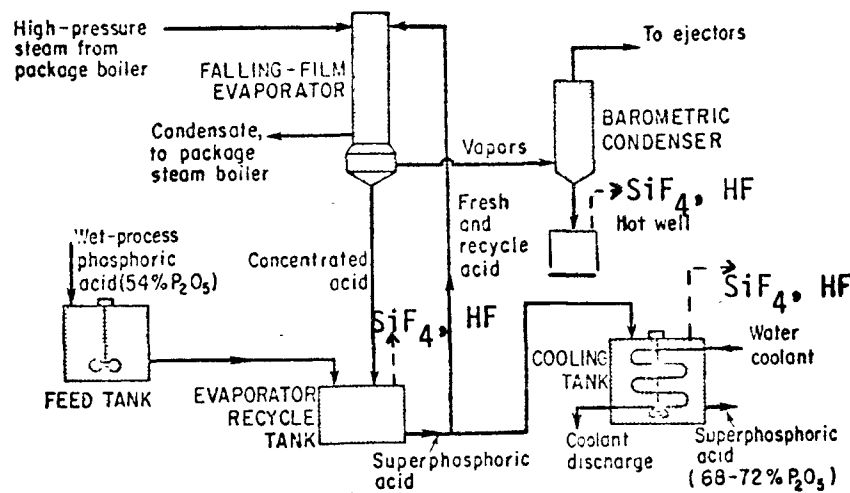 High-pressure
steam from
package boiler
FALLING-FILM
EVAPORATOR
To ejectors
Condensate,
to package
steam boiler
BAROMETRIC
CONDENSER
Vapors
SiF4, HF
Hot well
Fresh
and
recycle
acid
Wet-process
phosphoric
acid(54%P2O5)
Concentrated
acid
SiF4, HF
SiF4, HF
Water
coolant
COOLING
TANK
FEED TANK
EVAPORATOR
RECYCLE
TANK
Superphosphoric
acid
Coolant
discharge
Superphosphoric
acid
(68-72%P2O5)